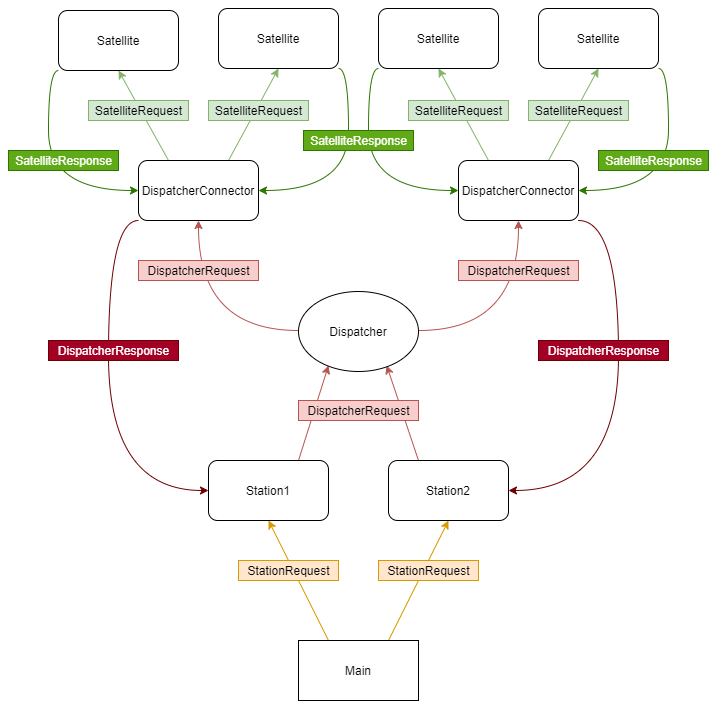 Satellite
Satellite
Satellite
Satellite
SatelliteRequest
SatelliteRequest
SatelliteRequest
SatelliteRequest
SatelliteResponse
SatelliteResponse
SatelliteResponse
DispatcherConnector
DispatcherConnector
DispatcherRequest
DispatcherRequest
Dispatcher
DispatcherResponse
DispatcherResponse
DispatcherRequest
Station1
Station2
StationRequest
StationRequest
Main